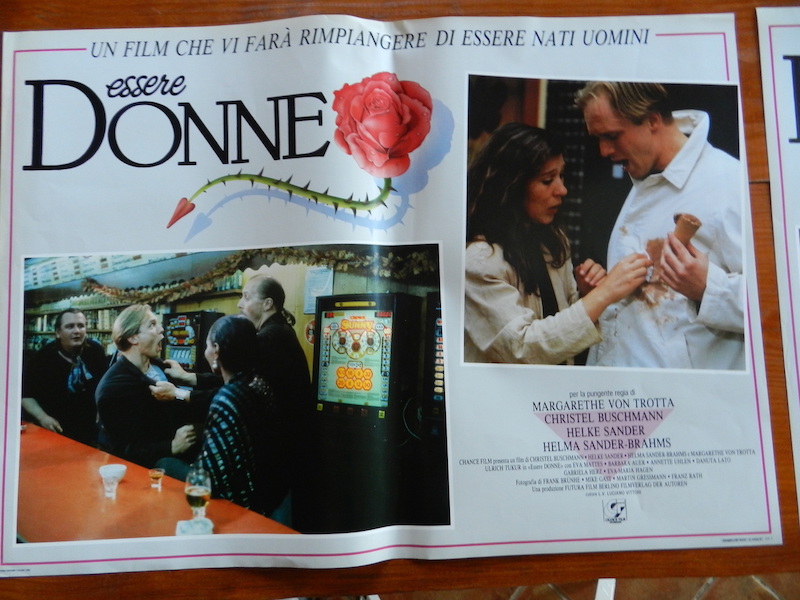 UN FILM CHE VI FARÀ RIMPIANGERE DI ESSERE NATI UOMINI
essere
DONNE
SUNNY
per la pungente regia di
MARGARETHE VON TROTTA
CHRISTEL BUSCHMANN
HELKE SANDER
HELMA SANDER-BRAHMS
CHANCE FILM presenta un film di CHRISTEL BUSCHMANN • HELKE SANDER • HELMA SANDER-BRAHMS e MARGARETHE VON TROTTA
ULRICH TUKUR in «Essere DONNE» con EVA MATTES • BARBARA AUER • ANNETTE UHLEN • DANUTA LATO
GABRIELA HERZ • EVA MARIA HAGEN
Fotografia di FRANK BRÜHNE • MIKE GAST • MARTIN GRESSMANN • FRANZ RATH
Una produzione FUTURA FILM BERLINO FILMVERLAG DER AUTOREN